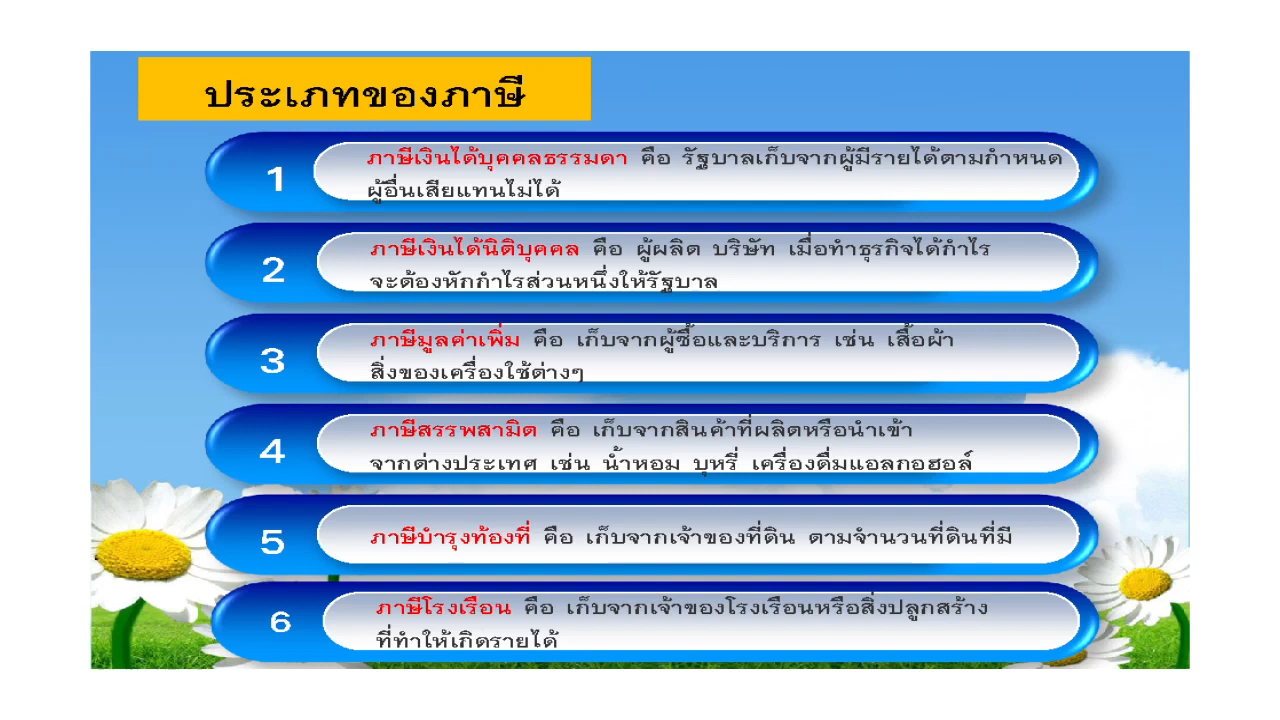 ประเภทของภาษี
1
ภาษีเงินได้บุคคลธรรมดา คือ รัฐบาลเก็บจากผู้มีรายได้ตามกำหนด
ผู้อื่นเสียแทนไม่ได้
2
ภาษีเงินได้นิติบุคคล คือ ผู้ผลิต บริษัท เมื่อทำธุรกิจได้กำไร
จะต้องหักกำไรส่วนหนึ่งให้รัฐบาล
3
ภาษีมูลค่าเพิ่ม คือ เก็บจากผู้ซื้อและบริการ เช่น เสื้อผ้า
สิ่งของเครื่องใช้ต่างๆ
4
ภาษีสรรพสามิต คือ เก็บจากสินค้าที่ผลิตหรือนำเข้า
จากต่างประเทศ เช่น น้ำหอม บุหรี่ เครื่องดื่มแอลกอฮอล์
5
ภาษีบำรุงท้องที่ คือ เก็บจากเจ้าของที่ดิน ตามจำนวนที่ดินที่มี
6
ภาษีโรงเรือน คือ เก็บจากเจ้าของโรงเรือนหรือสิ่งปลูกสร้าง
ที่ทำให้เกิดรายได้